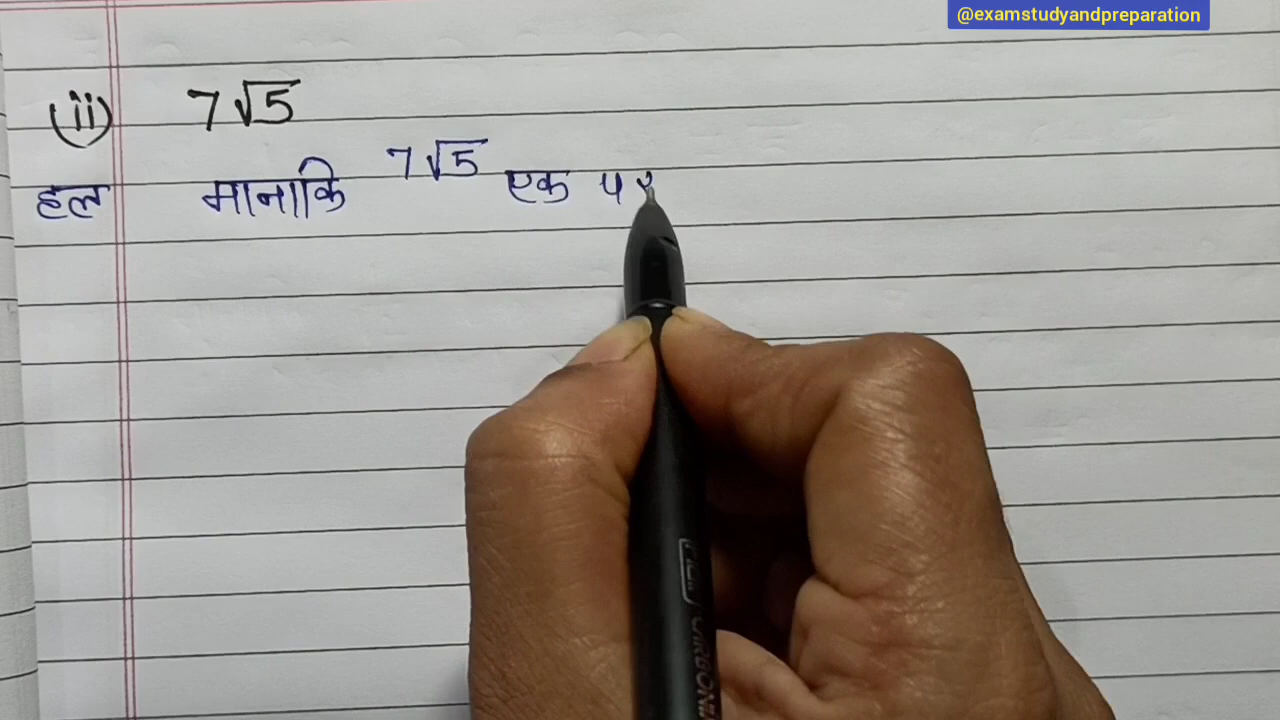 @examstudyandpreparation
(ii) 7√5
हल मानाकि 7√5 एक